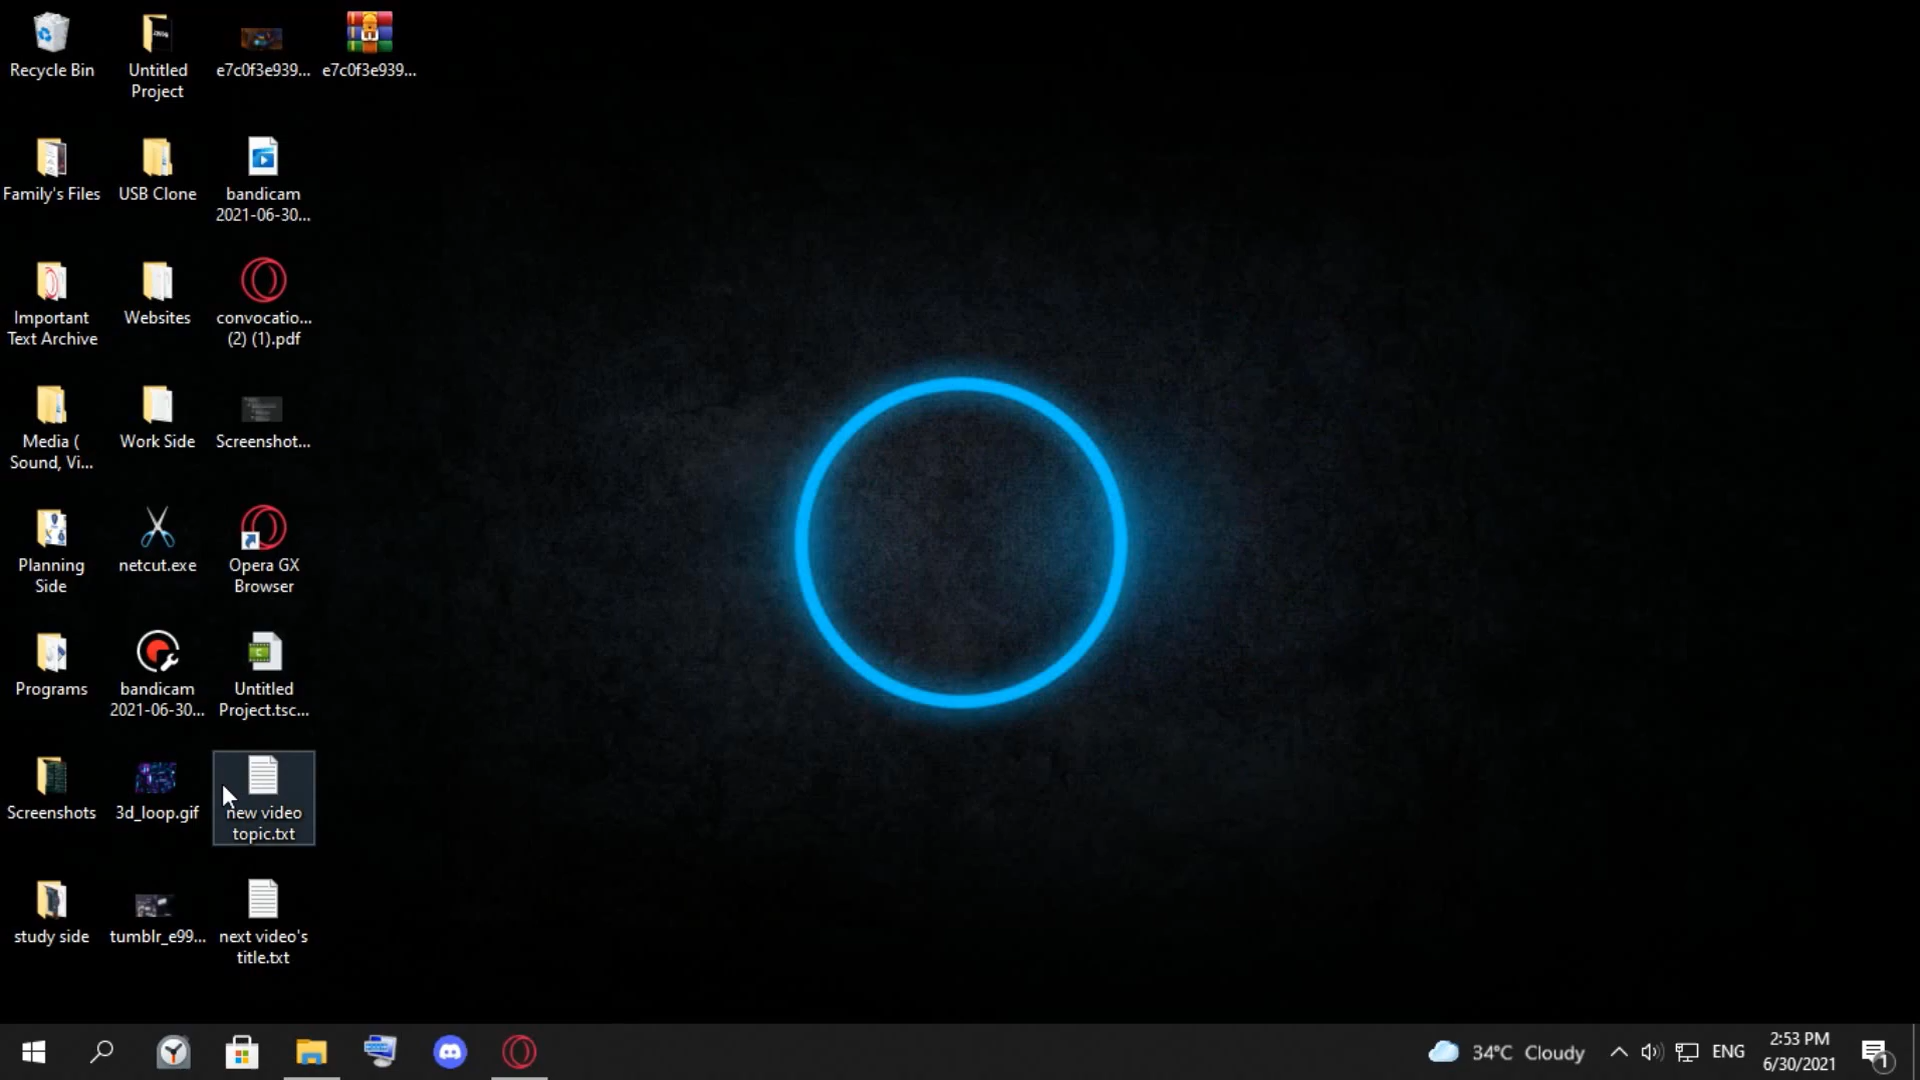 Recycle Bin
Untitled
Project
e7c0f3e939...
e7c0f3e939...
Family's Files
USB Clone
bandicam
2021-06-30...
Important
Text Archive
Websites
convocatio...
(2) (1).pdf
Media (
Sound, Vi...
Work Side
Screenshot...
Planning
Side
netcut.exe
Opera GX
Browser
Programs
bandicam
2021-06-30...
Untitled
Project.tsc...
Screenshots
3d_loop.gif
new video
topic.txt
study side
tumblr_e99...
next video's
title.txt
34°C Cloudy
ENG
2:53 PM
6/30/2021
1